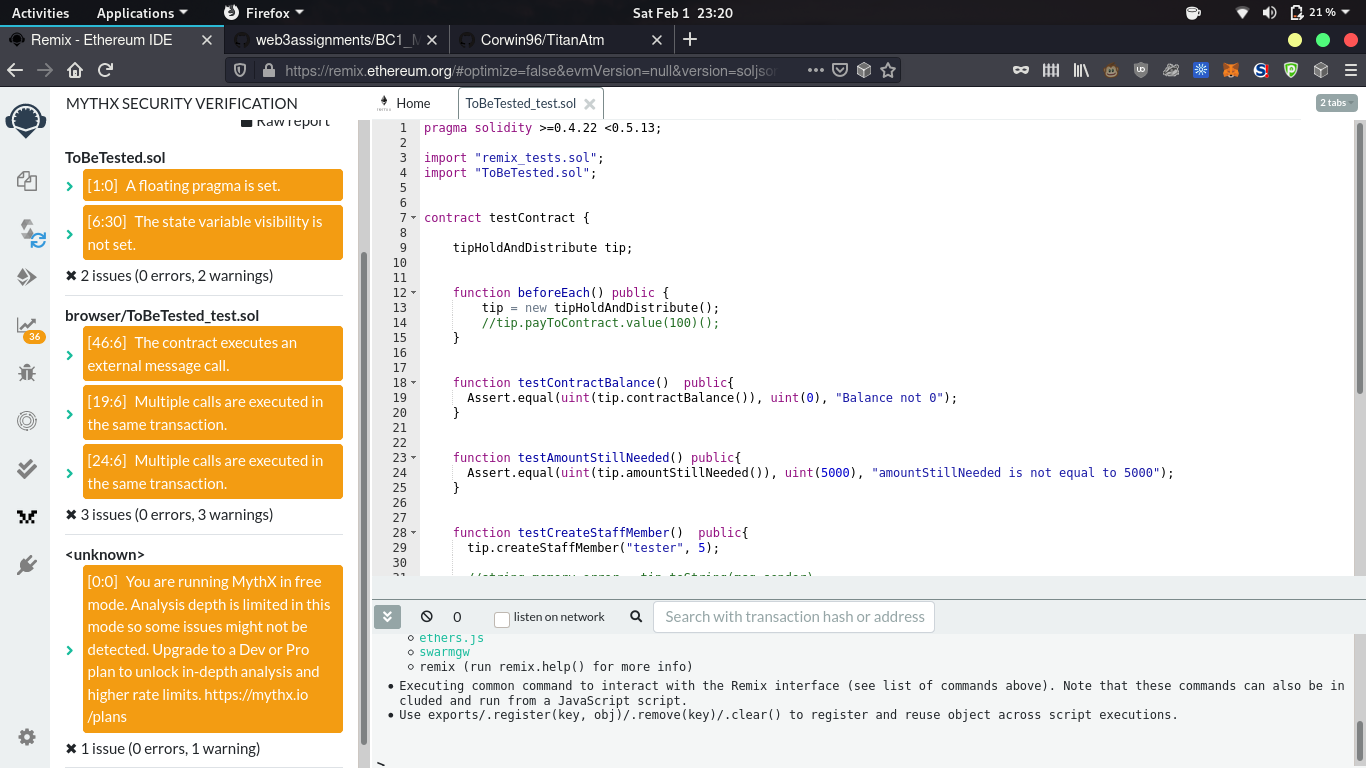 Activities Applications Firefox Sat Feb 1 23:20 21 %
Remix - Ethereum IDE web3assignments/BC1_M Corwin96/TitanAtm
https://remix.ethereum.org/#optimize=false&evmVersion=null&version=soljso
MYTHX SECURITY VERIFICATION
Raw report
ToBeTested.sol
[1:0] A floating pragma is set.
[6:30] The state variable visibility is
not set.
✖ 2 issues (0 errors, 2 warnings)
browser/ToBeTested_test.sol
[46:6] The contract executes an
external message call.
[19:6] Multiple calls are executed in
the same transaction.
[24:6] Multiple calls are executed in
the same transaction.
✖ 3 issues (0 errors, 3 warnings)
<unknown>
[0:0] You are running MythX in free
mode. Analysis depth is limited in this
mode so some issues might not be
detected. Upgrade to a Dev or Pro
plan to unlock in-depth analysis and
higher rate limits. https://mythx.io
/plans
✖ 1 issue (0 errors, 1 warning)
36
Home ToBeTested_test.sol 2 tabs
1 pragma solidity >=0.4.22 <0.5.13;
2
3 import "remix_tests.sol";
4 import "ToBeTested.sol";
5
6
7 contract testContract {
8
9 tipHoldAndDistribute tip;
10
11
12 function beforeEach() public {
13 tip = new tipHoldAndDistribute();
14 //tip.payToContract.value(100)();
15 }
16
17
18 function testContractBalance()  public{
19 Assert.equal(uint(tip.contractBalance()), uint(0), "Balance not 0");
20 }
21
22
23 function testAmountStillNeeded() public{
24 Assert.equal(uint(tip.amountStillNeeded()), uint(5000), "amountStillNeeded is not equal to 5000");
25 }
26
27
28 function testCreateStaffMember()  public{
29 tip.createStaffMember("tester", 5);
30
0 listen on network Search with transaction hash or address
ethers.js
swarmgw
remix (run remix.help() for more info)
Executing common command to interact with the Remix interface (see list of commands above). Note that these commands can also be in
cluded and run from a JavaScript script.
Use exports/.register(key, obj)/.remove(key)/.clear() to register and reuse object across script executions.
>